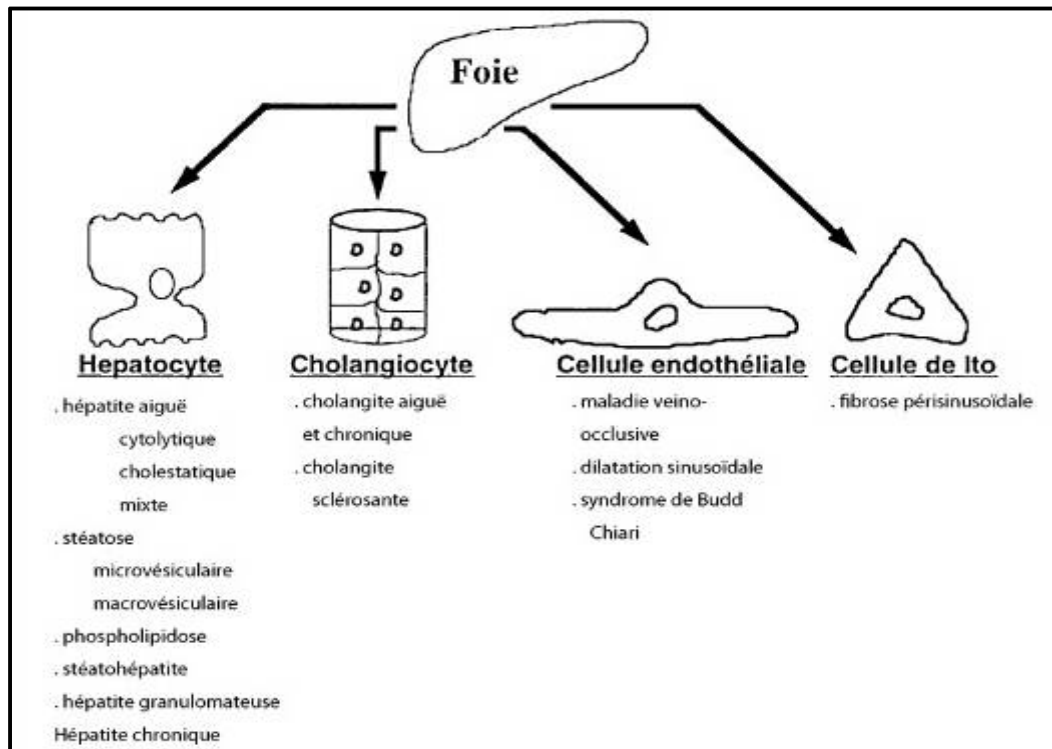 Foie
Hepatocyte
. hépatite aiguë
cytolytique
cholestatique
mixte
. stéatose
microvésiculaire
macrovésiculaire
. phospholipidose
. stéatohépatite
. hépatite granulomateuse
Hépatite chronique
Cholangiocyte
. cholangite aiguë
et chronique
. cholangite
sclérosante
Cellule endothéliale
. maladie veino-
occlusive
. dilatation sinusoïdale
. syndrome de Budd
Chiari
Cellule de Ito
. fibrose périsinusoïdale